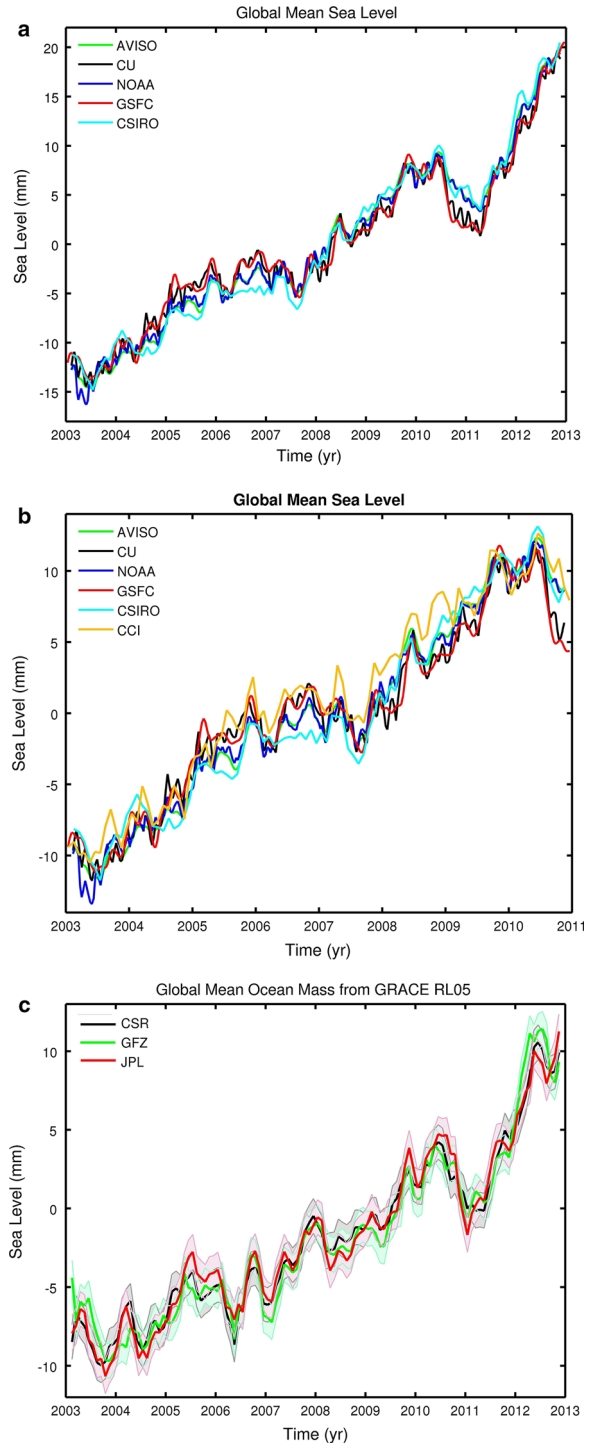 a
Global Mean Sea Level
AVISO
CU
NOAA
GSFC
CSIRO
20
15
10
5
0
-5
-10
-15
Sea Level (mm)
2003 2004 2005 2006 2007 2008 2009 2010 2011 2012 2013
Time (yr)
b
Global Mean Sea Level
AVISO
CU
NOAA
GSFC
CSIRO
CCI
10
5
0
-5
-10
Sea Level (mm)
2003 2004 2005 2006 2007 2008 2009 2010 2011
Time (yr)
c
Global Mean Ocean Mass from GRACE RL05
CSR
GFZ
JPL
10
5
0
-5
-10
Sea Level (mm)
2003 2004 2005 2006 2007 2008 2009 2010 2011 2012 2013
Time (yr)